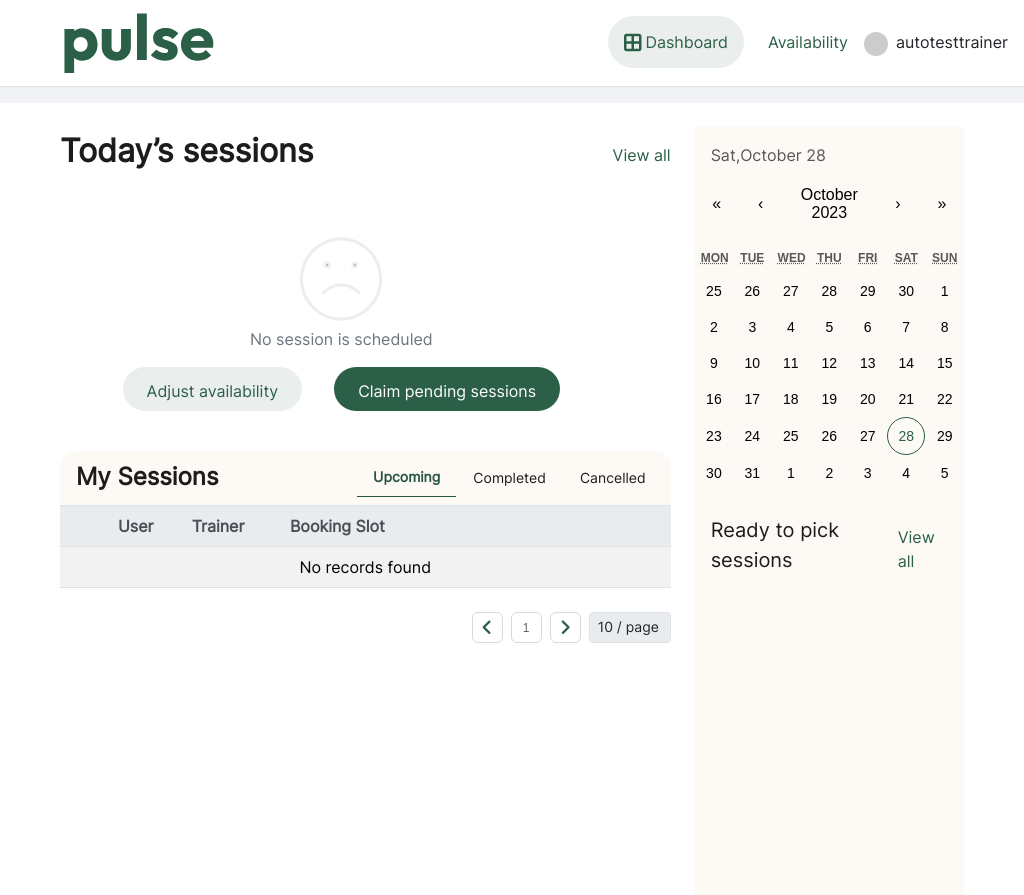 pulse
Dashboard
Availability
autotesttrainer
Today's sessions
View all
No session is scheduled
Adjust availability
Claim pending sessions
My Sessions
Upcoming
Completed
Cancelled
User Trainer Booking Slot
No records found
1
10 / page
Sat,October 28
« ‹ October › »
2023
MON TUE WED THU FRI SAT SUN
25 26 27 28 29 30 1
2 3 4 5 6 7 8
9 10 11 12 13 14 15
16 17 18 19 20 21 22
23 24 25 26 27 28 29
30 31 1 2 3 4 5
Ready to pick
sessions
View
all